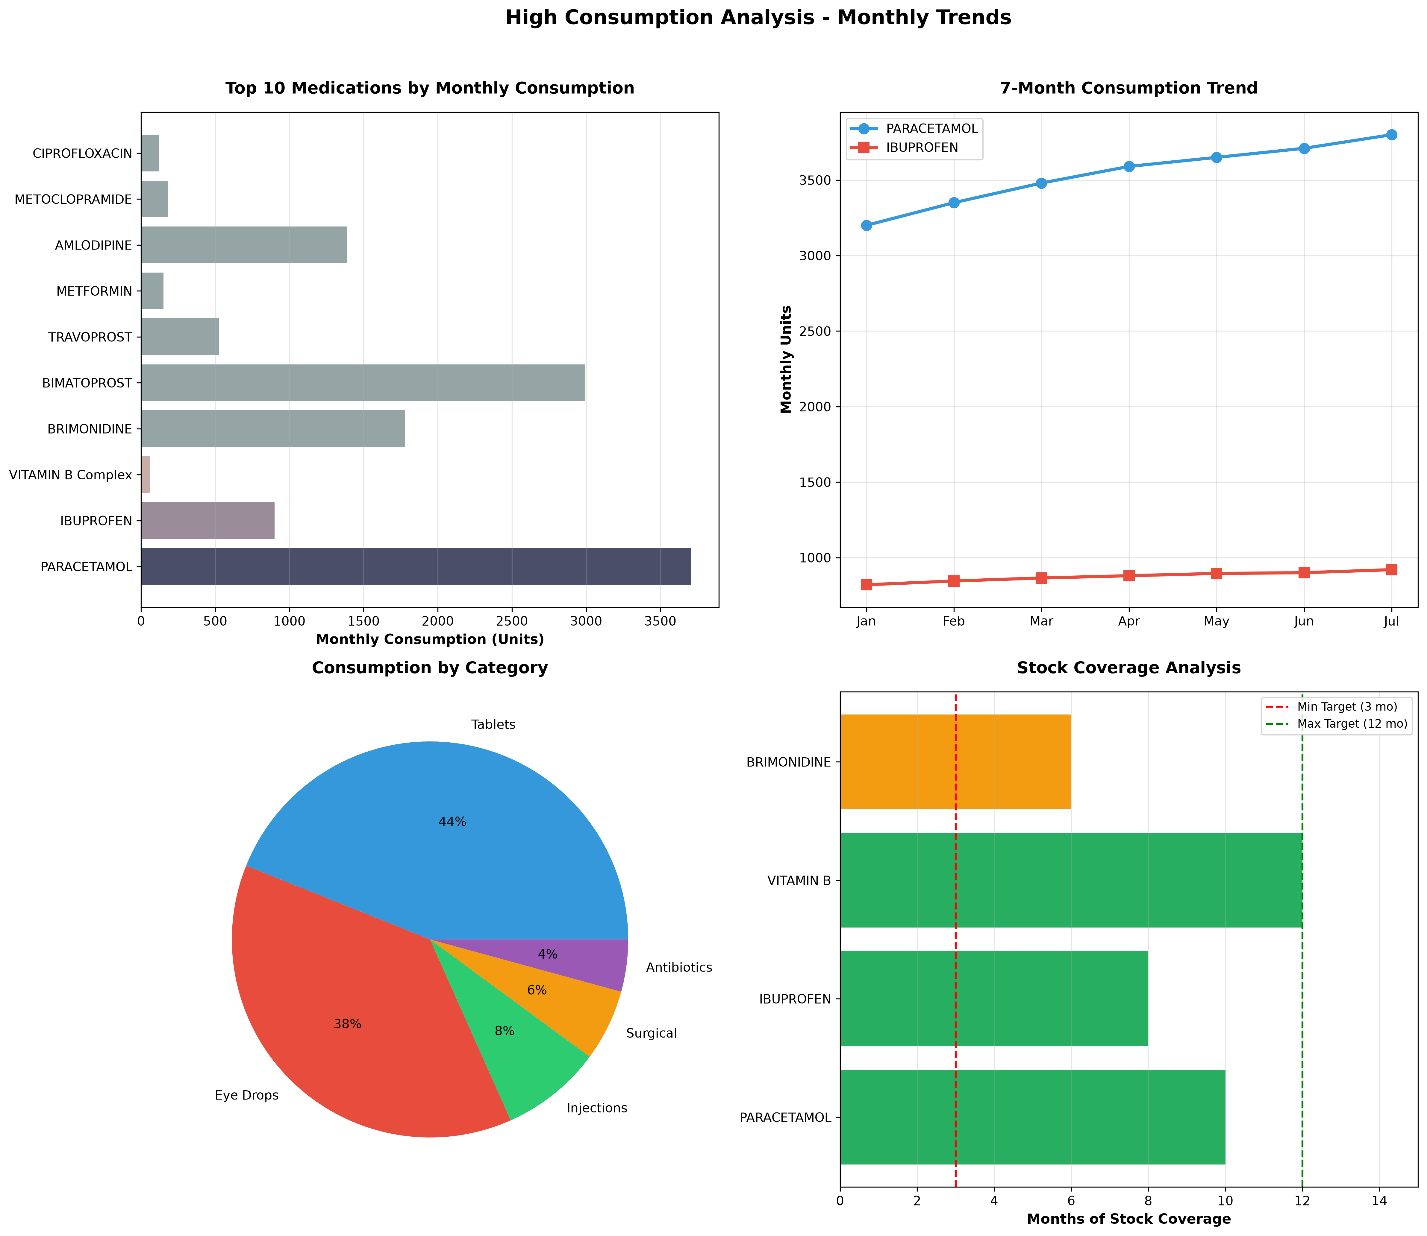 High Consumption Analysis - Monthly Trends
Top 10 Medications by Monthly Consumption
CIPROFLOXACIN
METOCLOPRAMIDE
AMLODIPINE
METFORMIN
TRAVOPROST
BIMATOPROST
BRIMONIDINE
VITAMIN B Complex
IBUPROFEN
PARACETAMOL
0 500 1000 1500 2000 2500 3000 3500
Monthly Consumption (Units)
7-Month Consumption Trend
PARACETAMOL
IBUPROFEN
Monthly Units
3500
3000
2500
2000
1500
1000
Jan Feb Mar Apr May Jun Jul
Consumption by Category
Tablets
44%
Eye Drops
38%
Injections
8%
Surgical
6%
Antibiotics
4%
Stock Coverage Analysis
Min Target (3 mo)
Max Target (12 mo)
BRIMONIDINE
VITAMIN B
IBUPROFEN
PARACETAMOL
0 2 4 6 8 10 12 14
Months of Stock Coverage